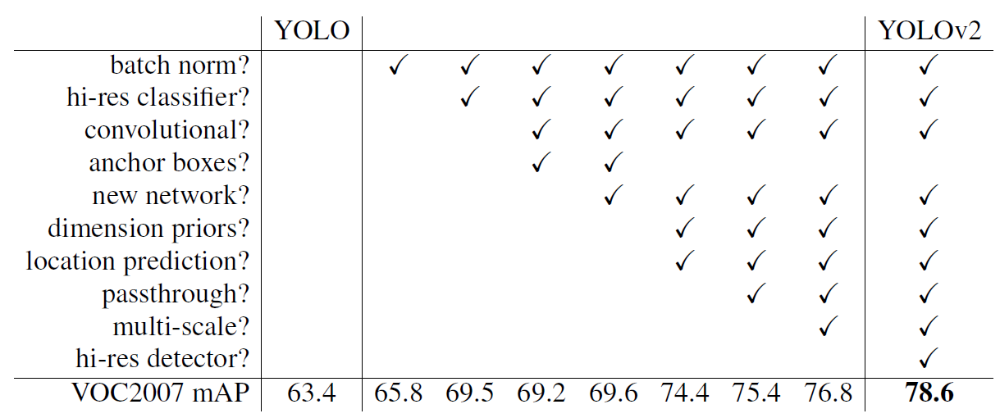 YOLO YOLOv2
batch norm? ✓ ✓ ✓ ✓ ✓ ✓ ✓ ✓
hi-res classifier? ✓ ✓ ✓ ✓ ✓ ✓ ✓
convolutional? ✓ ✓ ✓ ✓ ✓ ✓
anchor boxes? ✓ ✓
new network? ✓ ✓ ✓ ✓ ✓
dimension priors? ✓ ✓ ✓ ✓
location prediction? ✓ ✓ ✓ ✓
passthrough? ✓ ✓ ✓
multi-scale? ✓ ✓
hi-res detector? ✓
VOC2007 mAP 63.4 65.8 69.5 69.2 69.6 74.4 75.4 76.8 78.6